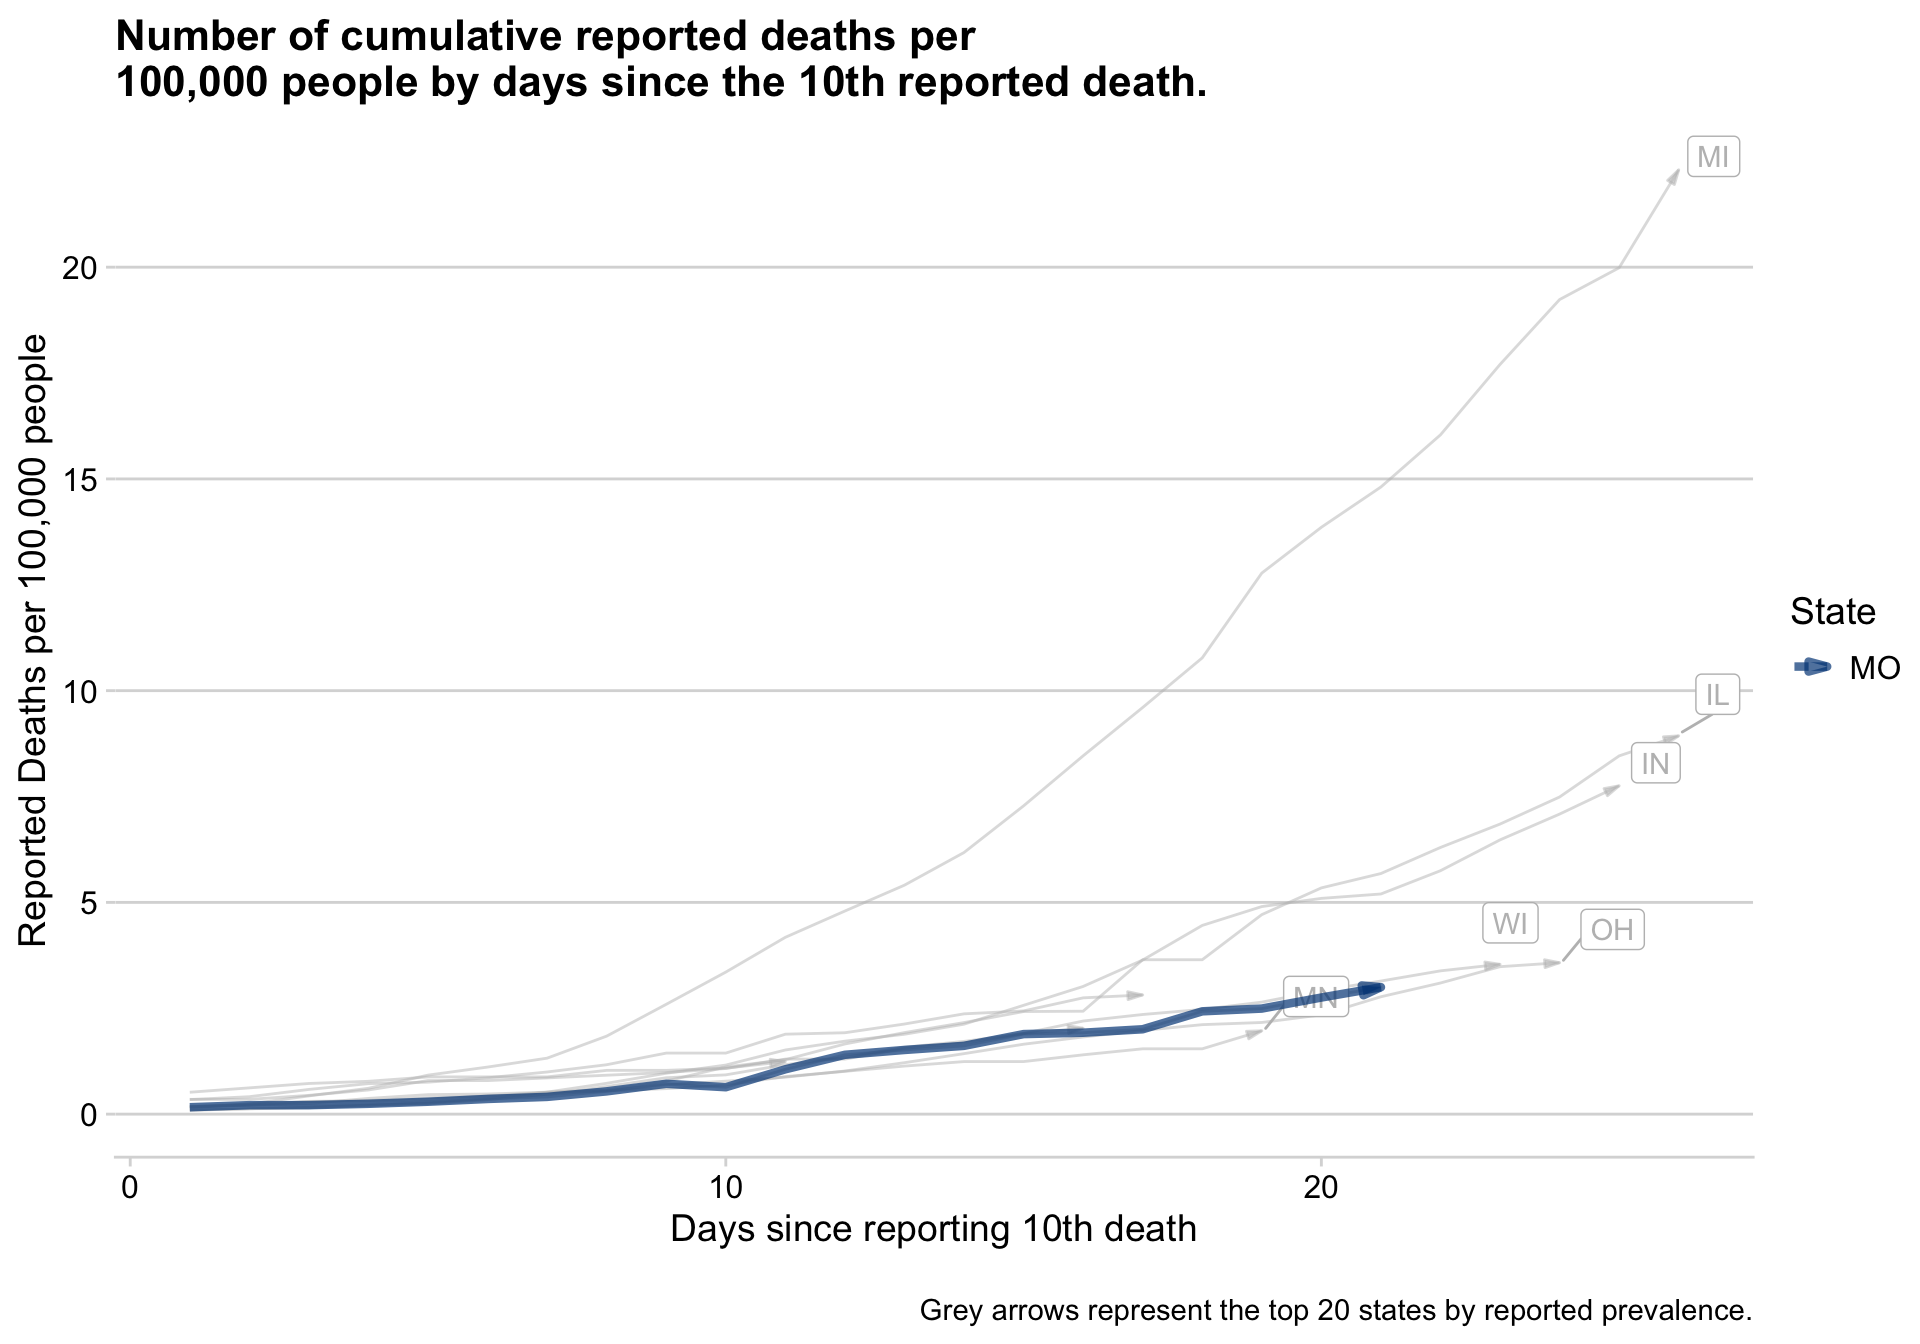 Number of cumulative reported deaths per
100,000 people by days since the 10th reported death.
MI
20
15
10
5
0
IL
IN
WI
OH
MN
Reported Deaths per 100,000 people
State
MO
0
10
20
Days since reporting 10th death
Grey arrows represent the top 20 states by reported prevalence.